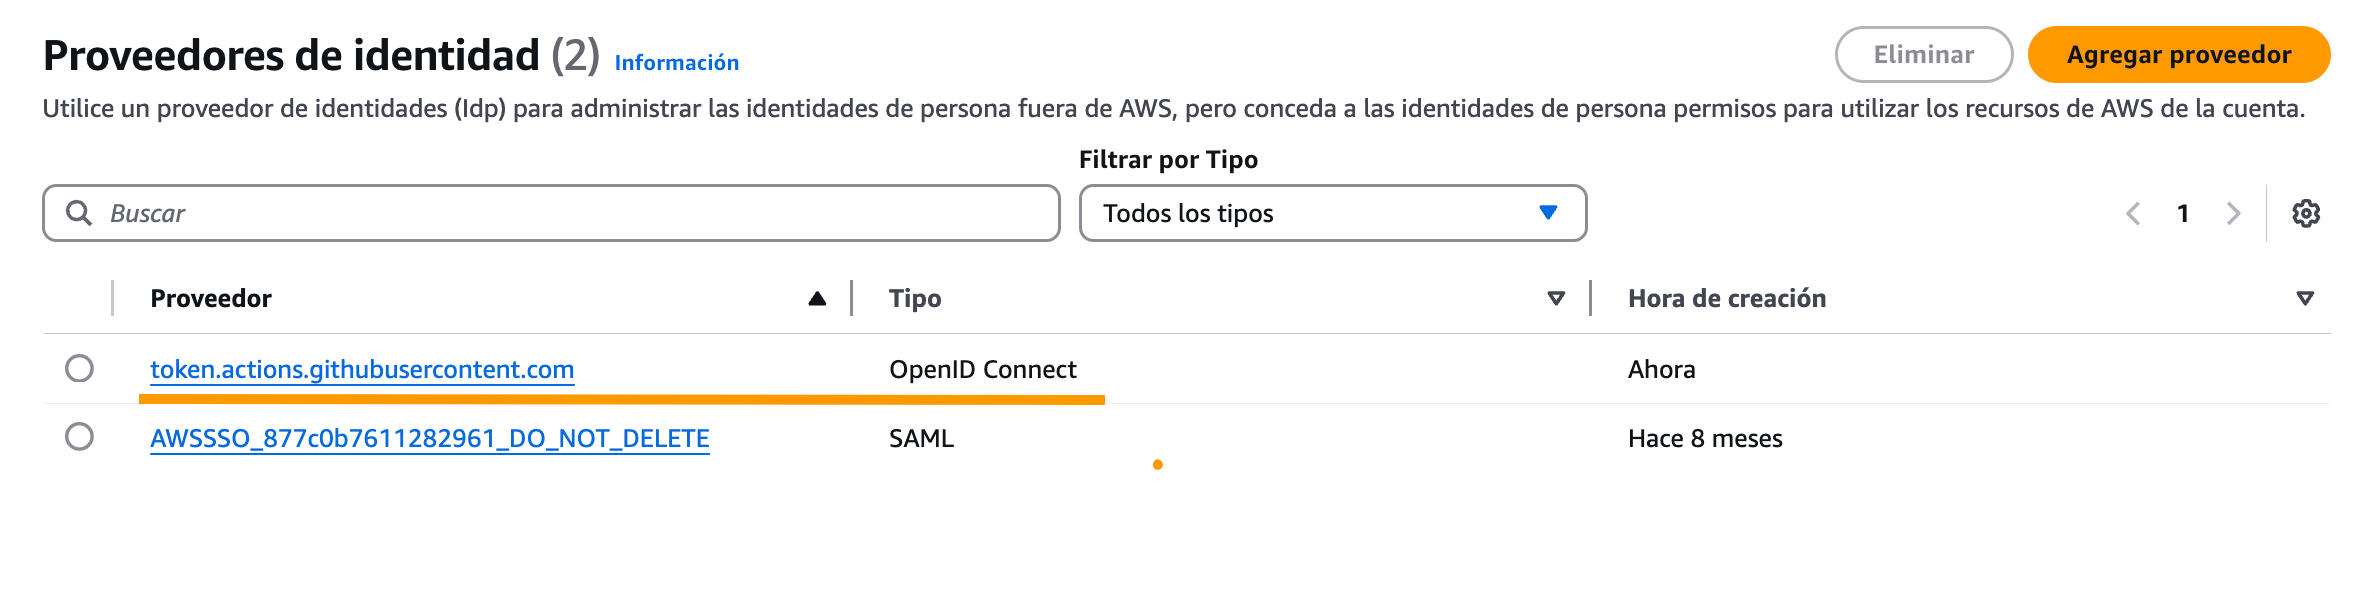 Proveedores de identidad (2) Información
Eliminar
Agregar proveedor
Utilice un proveedor de identidades (Idp) para administrar las identidades de persona fuera de AWS, pero conceda a las identidades de persona permisos para utilizar los recursos de AWS de la cuenta.
Filtrar por Tipo
Buscar
Todos los tipos
1
Proveedor Tipo Hora de creación
token.actions.githubusercontent.com OpenID Connect Ahora
AWSSSO_877c0b7611282961_DO_NOT_DELETE SAML Hace 8 meses